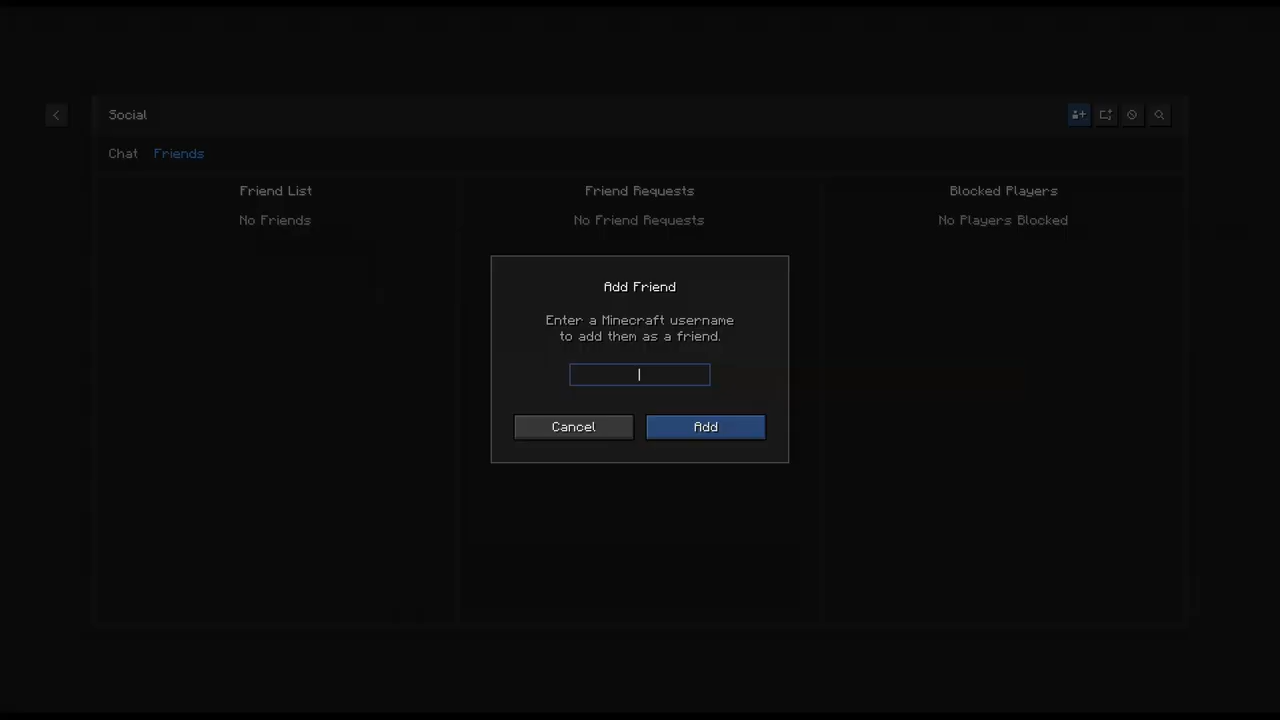 Social
Chat Friends
Friend List
No Friends
Friend Requests
No Friend Requests
Blocked Players
No Players Blocked
Add Friend
Enter a Minecraft username
to add them as a friend.
Cancel Add